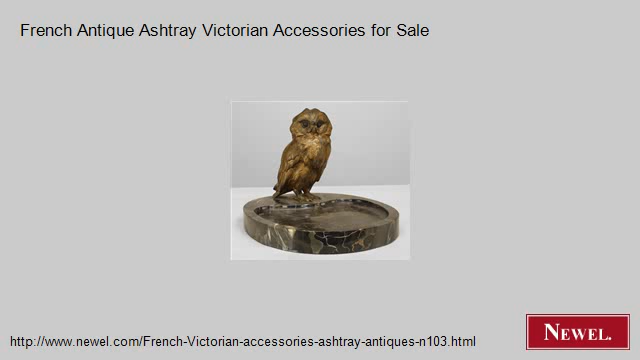 French Antique Ashtray Victorian Accessories for Sale
http://www.newel.com/French-Victorian-accessories-ashtray-antiques-n103.html
NEWEL.